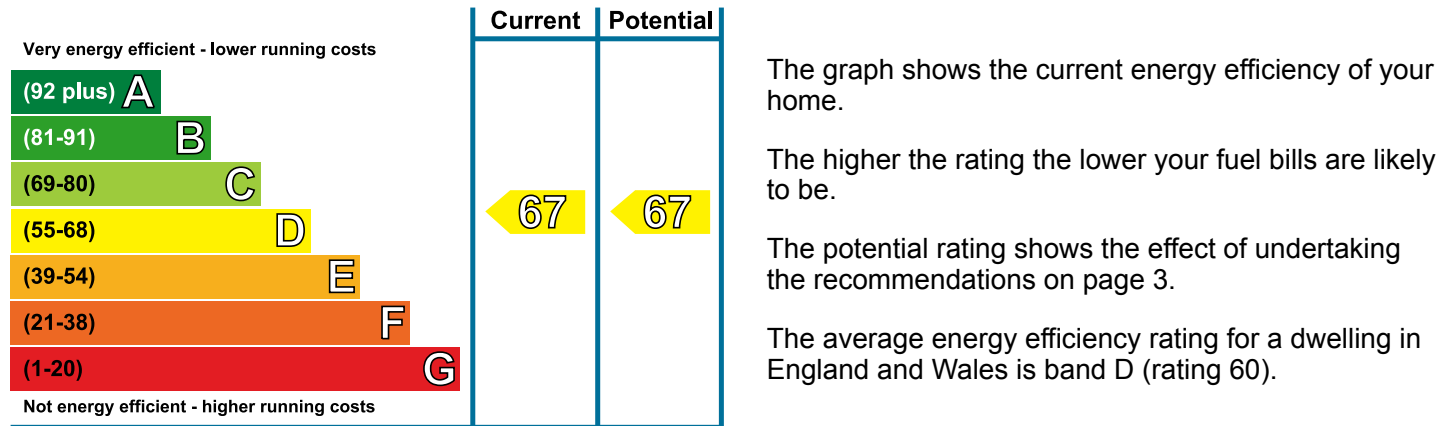 Current Potential
Very energy efficient - lower running costs
(92 plus) A
(81-91) B
(69-80) C
(55-68) D
(39-54) E
(21-38) F
(1-20) G
Not energy efficient - higher running costs
67 67
The graph shows the current energy efficiency of your
home.
The higher the rating the lower your fuel bills are likely
to be.
The potential rating shows the effect of undertaking
the recommendations on page 3.
The average energy efficiency rating for a dwelling in
England and Wales is band D (rating 60).